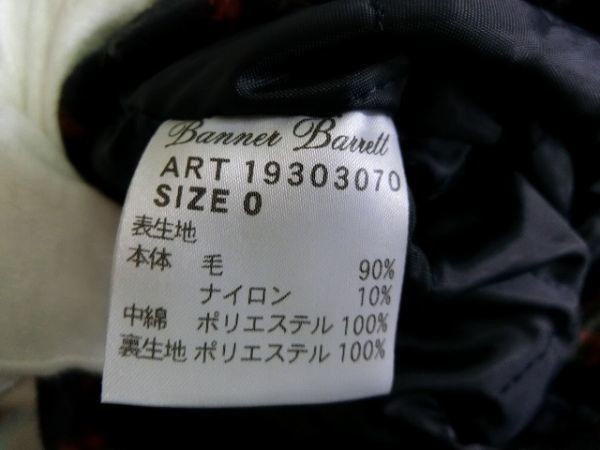 Banner Barrett
ART 19303070
SIZE 0
表生地
本体 毛 90%
ナイロン 10%
中綿 ポリエステル 100%
裏生地 ポリエステル 100%